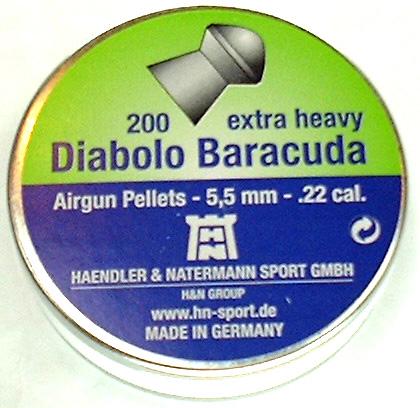 200 extra heavy
Diabolo Baracuda
Airgun Pellets - 5,5 mm - .22 cal.
HN
HAENDLER & NATERMANN SPORT GMBH
H&N GROUP
www.hn-sport.de
MADE IN GERMANY